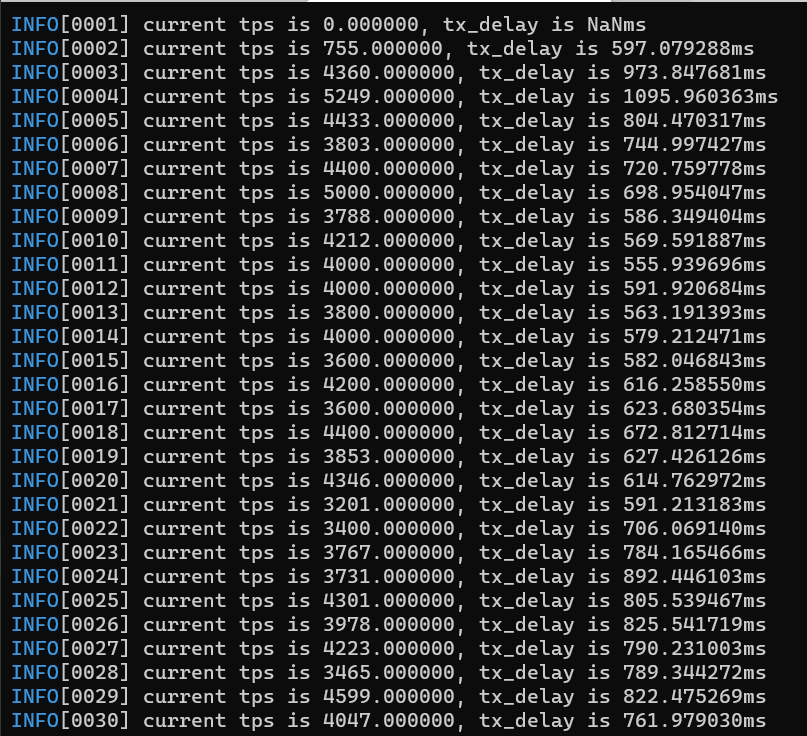 INFO[0001] current tps is 0.000000, tx_delay is NaNms
INFO[0002] current tps is 755.000000, tx_delay is 597.079288ms
INFO[0003] current tps is 4360.000000, tx_delay is 973.847681ms
INFO[0004] current tps is 5249.000000, tx_delay is 1095.960363ms
INFO[0005] current tps is 4433.000000, tx_delay is 804.470317ms
INFO[0006] current tps is 3803.000000, tx_delay is 744.997427ms
INFO[0007] current tps is 4400.000000, tx_delay is 720.759778ms
INFO[0008] current tps is 5000.000000, tx_delay is 698.954047ms
INFO[0009] current tps is 3788.000000, tx_delay is 586.349404ms
INFO[0010] current tps is 4212.000000, tx_delay is 569.591887ms
INFO[0011] current tps is 4000.000000, tx_delay is 555.939696ms
INFO[0012] current tps is 4000.000000, tx_delay is 591.920684ms
INFO[0013] current tps is 3800.000000, tx_delay is 563.191393ms
INFO[0014] current tps is 4000.000000, tx_delay is 579.212471ms
INFO[0015] current tps is 3600.000000, tx_delay is 582.046843ms
INFO[0016] current tps is 4200.000000, tx_delay is 616.258550ms
INFO[0017] current tps is 3600.000000, tx_delay is 623.680354ms
INFO[0018] current tps is 4400.000000, tx_delay is 672.812714ms
INFO[0019] current tps is 3853.000000, tx_delay is 627.426126ms
INFO[0020] current tps is 4346.000000, tx_delay is 614.762972ms
INFO[0021] current tps is 3201.000000, tx_delay is 591.213183ms
INFO[0022] current tps is 3400.000000, tx_delay is 706.069140ms
INFO[0023] current tps is 3767.000000, tx_delay is 784.165466ms
INFO[0024] current tps is 3731.000000, tx_delay is 892.446103ms
INFO[0025] current tps is 4301.000000, tx_delay is 805.539467ms
INFO[0026] current tps is 3978.000000, tx_delay is 825.541719ms
INFO[0027] current tps is 4223.000000, tx_delay is 790.231003ms
INFO[0028] current tps is 3465.000000, tx_delay is 789.344272ms
INFO[0029] current tps is 4599.000000, tx_delay is 822.475269ms
INFO[0030] current tps is 4047.000000, tx_delay is 761.979030ms